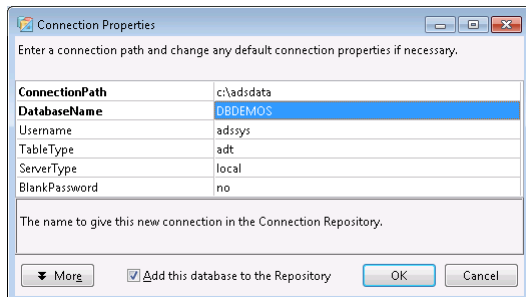 Connection Properties
Enter a connection path and change any default connection properties if necessary.
ConnectionPath c:\adsdata
DatabaseName DBDEMOS
Username adssys
TableType adt
ServerType local
BlankPassword no
The name to give this new connection in the Connection Repository.
More Add this database to the Repository OK Cancel